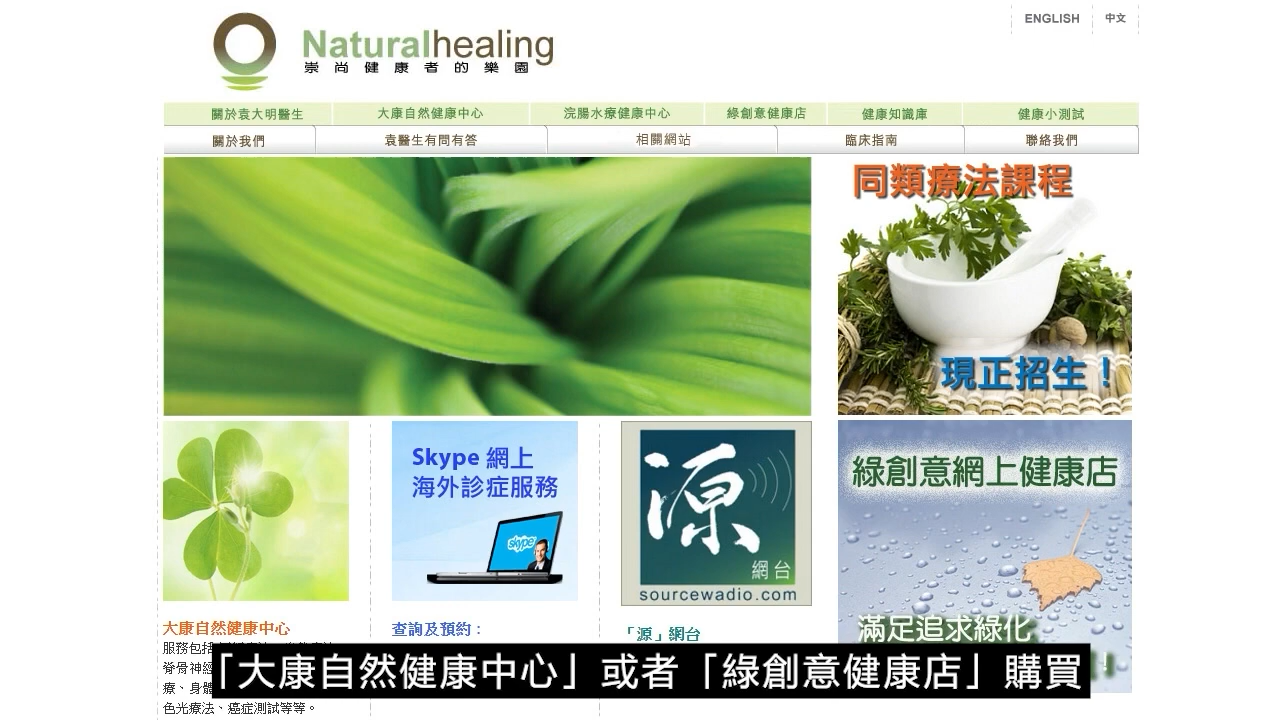 ENGLISH 中文
Naturalhealing
崇尚健康者的樂園
關於袁大明醫生 大康自然健康中心 浣腸水療健康中心 綠創意健康店 健康知識庫 健康小測試
關於我們 袁醫生有問有答 相關網站 臨床指南 聯絡我們
同類療法課程
現正招生！
Skype 網上
海外診症服務
skype
源
網台
sourcewadio.com
綠創意網上健康店
滿足追求綠化
大康自然健康中心
查詢及預約：
「源」網台
服務包括
脊骨神經
療、身體
色光療法、癌症測試等等。
「大康自然健康中心」或者「綠創意健康店」購買